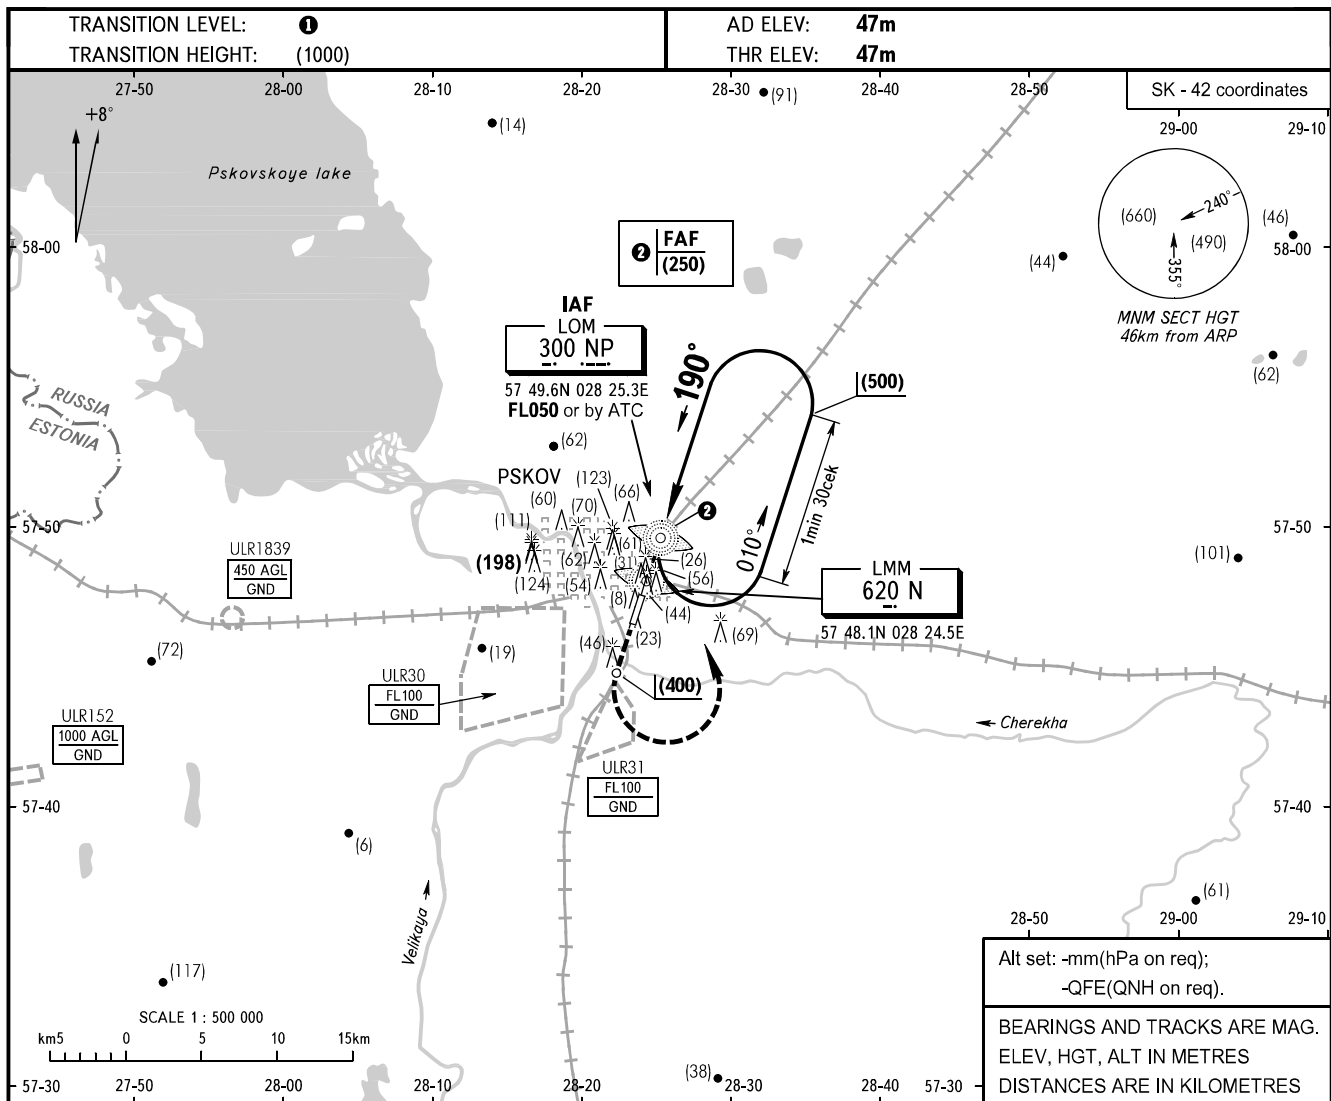 TRANSITION LEVEL: ❶
TRANSITION HEIGHT: (1000)
AD ELEV: 47m
THR ELEV: 47m
27-50 28-00 28-10 28-20 28-30 28-40 28-50
SK - 42 coordinates
29-00 29-10
+8°
(91)
(14)
Pskovskoye lake
240°
(660)
(490)
355°
(46)
MNM SECT HGT
46km from ARP
58-00
58-00
❷ FAF
(250)
(44)
(62)
IAF
LOM
300 NP
57 49.6N 028 25.3E
FL050 or by ATC
190°
(500)
RUSSIA
ESTONIA
(62)
1min 30cek
010°
PSKOV
(123)
(60)
(70)
(66)
(111)
❷
57-50
57-50
(61)
(198)
(62)
(31)
(26)
(124)
(54)
(56)
(8)
(44)
(101)
LMM
620 N
57 48.1N 028 24.5E
ULR1839
450 AGL
GND
(23)
(69)
(46)
(72)
(19)
(400)
ULR30
FL100
GND
ULR152
1000 AGL
GND
Cherekha
ULR31
FL100
GND
57-40
57-40
(6)
(61)
Velikaya
28-50 29-00 29-10
(117)
Alt set: -mm(hPa on req);
-QFE(QNH on req).
SCALE 1 : 500 000
km5 0 5 10 15km
BEARINGS AND TRACKS ARE MAG.
ELEV, HGT, ALT IN METRES
DISTANCES ARE IN KILOMETRES
(38)
57-30 27-50 28-00 28-10 28-20 28-30 28-40 57-30